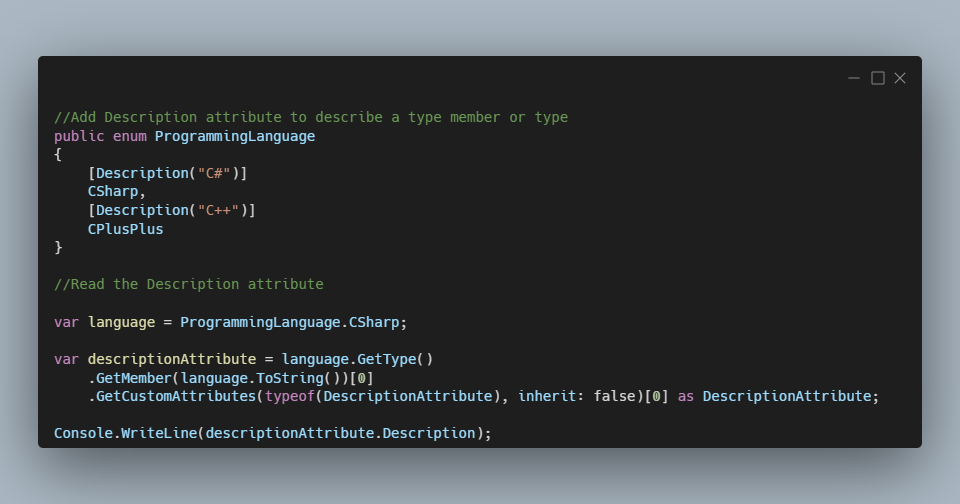 //Add Description attribute to describe a type member or type
public enum ProgrammingLanguage
{
    [Description("C#")]
    CSharp,
    [Description("C++")]
    CPlusPlus
}
//Read the Description attribute
var language = ProgrammingLanguage.CSharp;
var descriptionAttribute = language.GetType()
    .GetMember(language.ToString())[0]
    .GetCustomAttributes(typeof(DescriptionAttribute), inherit: false)[0] as DescriptionAttribute;
Console.WriteLine(descriptionAttribute.Description);